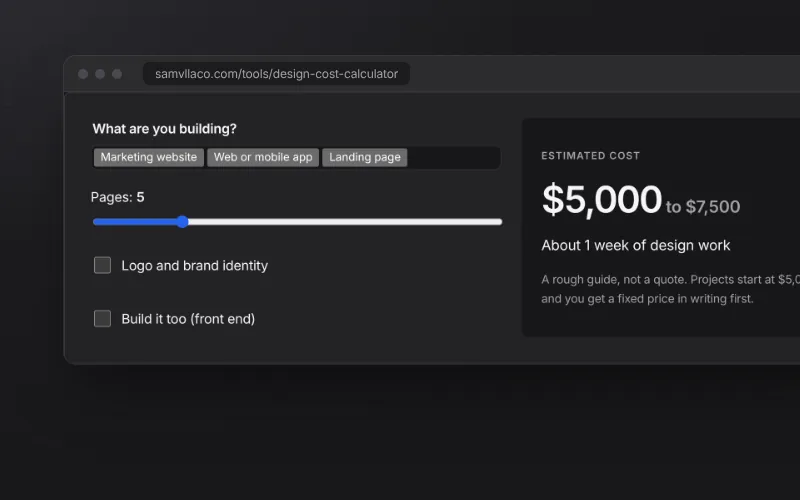 samvllaco.com/tools/design-cost-calculator
What are you building?
Marketing website Web or mobile app Landing page
Pages: 5
Logo and brand identity
Build it too (front end)
ESTIMATED COST
$5,000 to $7,500
About 1 week of design work
A rough guide, not a quote. Projects start at
and you get a fixed price in writing first.